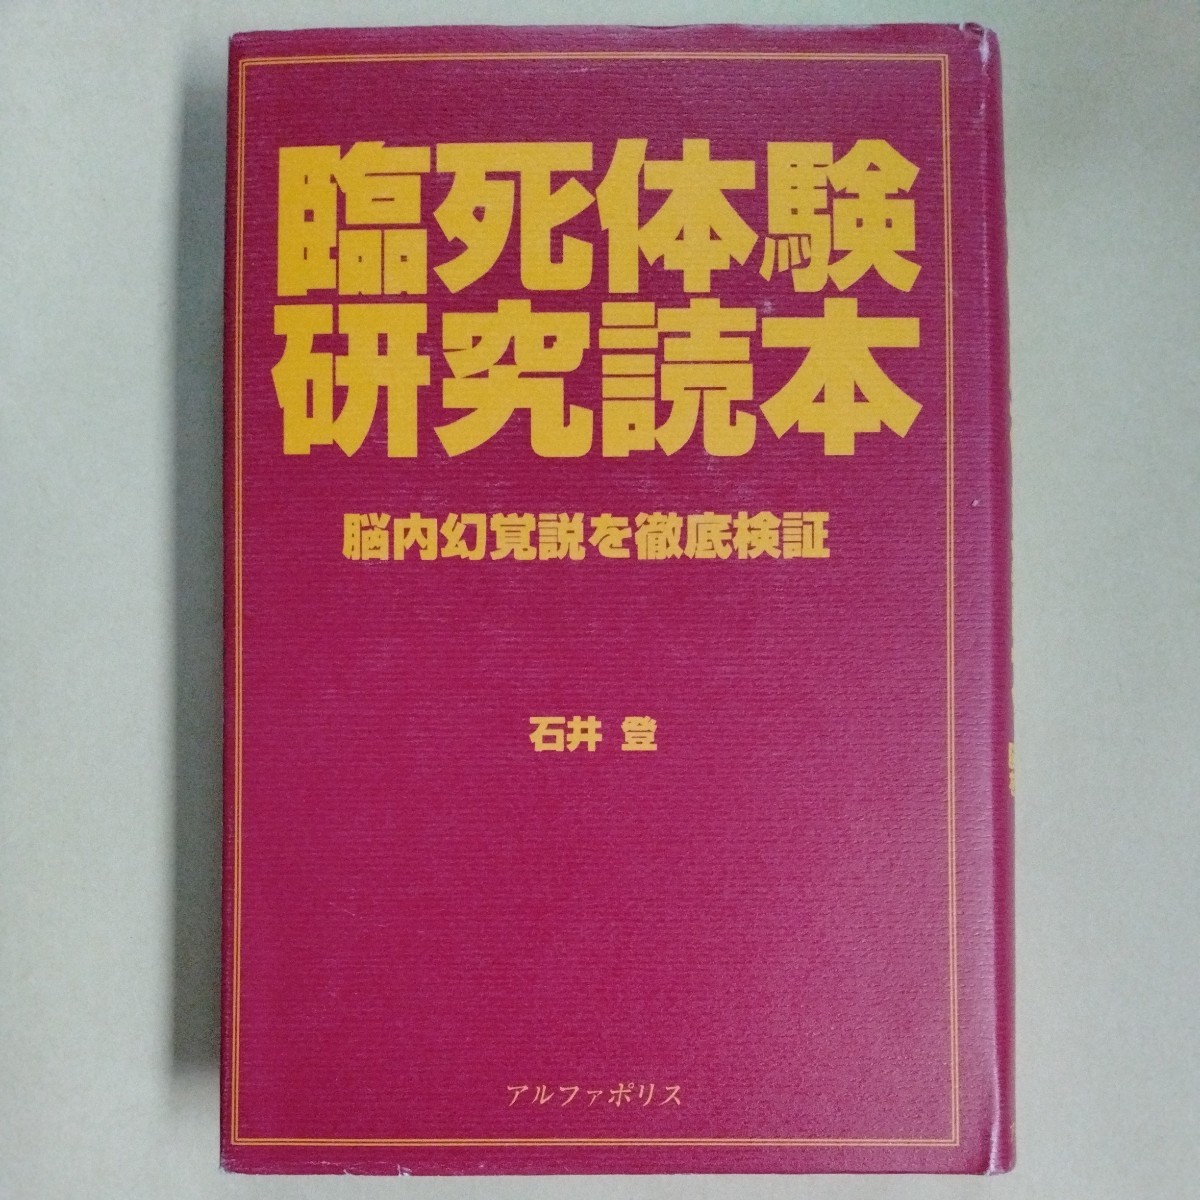 臨死体験
研究読本
脳内幻覚説を徹底検証
石井 登
アルファポリス